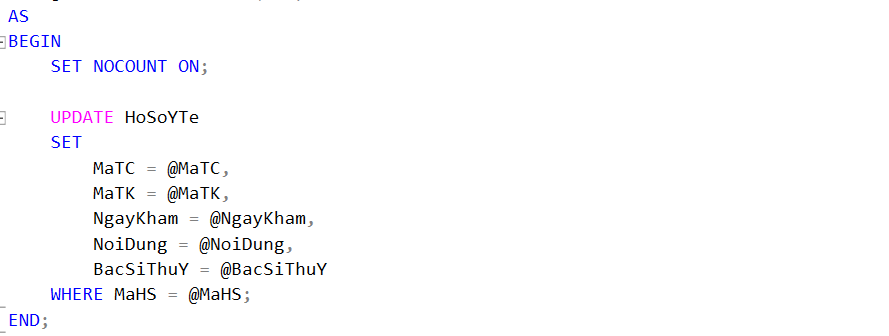 AS
BEGIN
SET NOCOUNT ON;
UPDATE HoSoYTe
SET
MaTC = @MaTC,
MaTK = @MaTK,
NgayKham = @NgayKham,
NoiDung = @NoiDung,
BacSiThuY = @BacSiThuY
WHERE MaHS = @MaHS;
END;